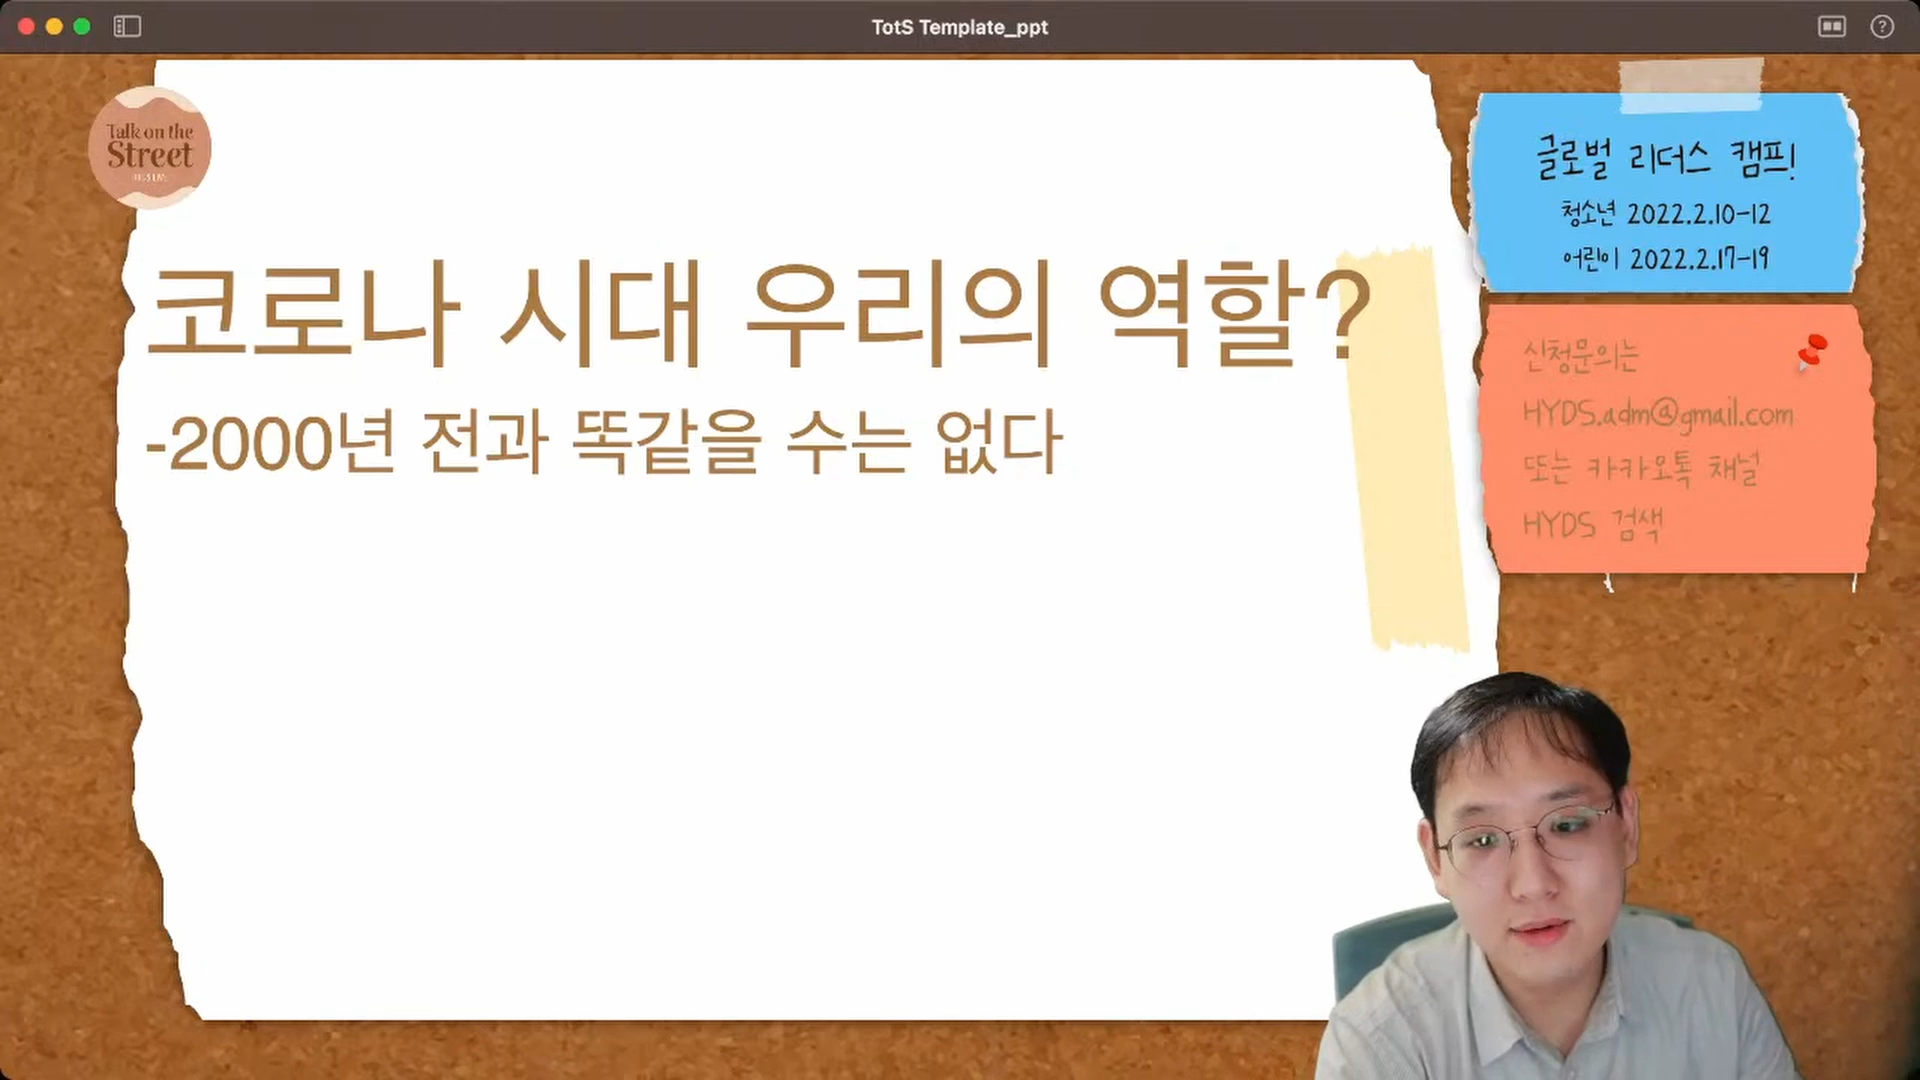 TotS Template_ppt
Talk on the
Street
코로나 시대 우리의 역할?
-2000년 전과 똑같을 수는 없다
글로벌 리더스 캠프!
청소년 2022.2.10-12
어린이 2022.2.17-19
신청문의는
HYDS.adm@gmail.com
또는 카카오톡 채널
HYDS 검색